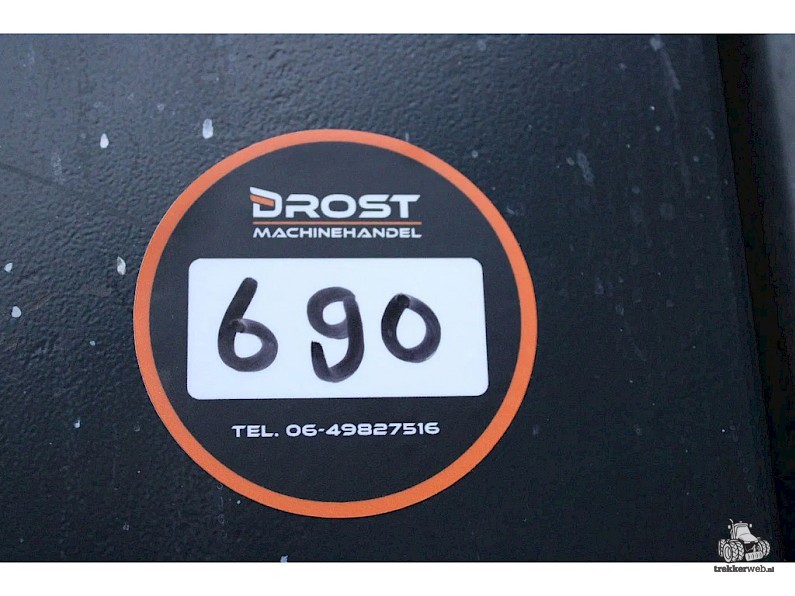 DROST
MACHINEHANDEL
690
TEL. 06-49827516
trekkerweb.nl